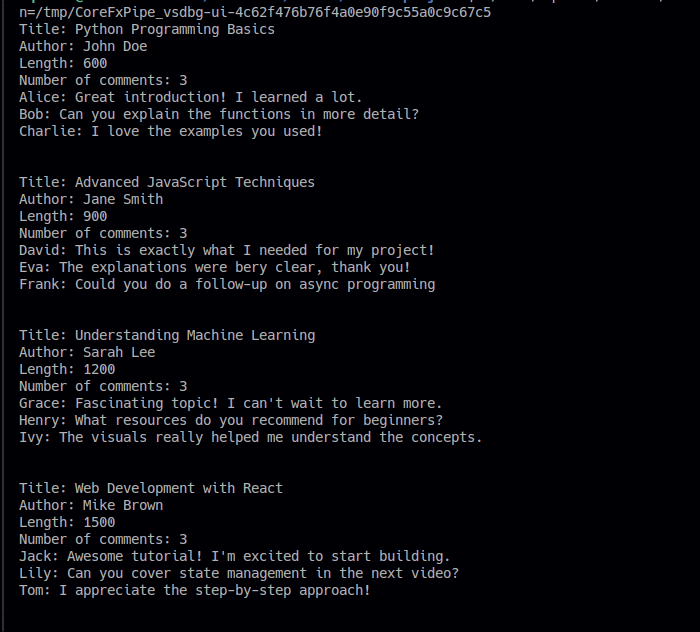 n=/tmp/CoreFxPipe_vsdbg-ui-4c62f476b76f4a0e90f9c55a0c9c67c5
Title: Python Programming Basics
Author: John Doe
Length: 600
Number of comments: 3
Alice: Great introduction! I learned a lot.
Bob: Can you explain the functions in more detail?
Charlie: I love the examples you used!
Title: Advanced JavaScript Techniques
Author: Jane Smith
Length: 900
Number of comments: 3
David: This is exactly what I needed for my project!
Eva: The explanations were bery clear, thank you!
Frank: Could you do a follow-up on async programming
Title: Understanding Machine Learning
Author: Sarah Lee
Length: 1200
Number of comments: 3
Grace: Fascinating topic! I can't wait to learn more.
Henry: What resources do you recommend for beginners?
Ivy: The visuals really helped me understand the concepts.
Title: Web Development with React
Author: Mike Brown
Length: 1500
Number of comments: 3
Jack: Awesome tutorial! I'm excited to start building.
Lily: Can you cover state management in the next video?
Tom: I appreciate the step-by-step approach!